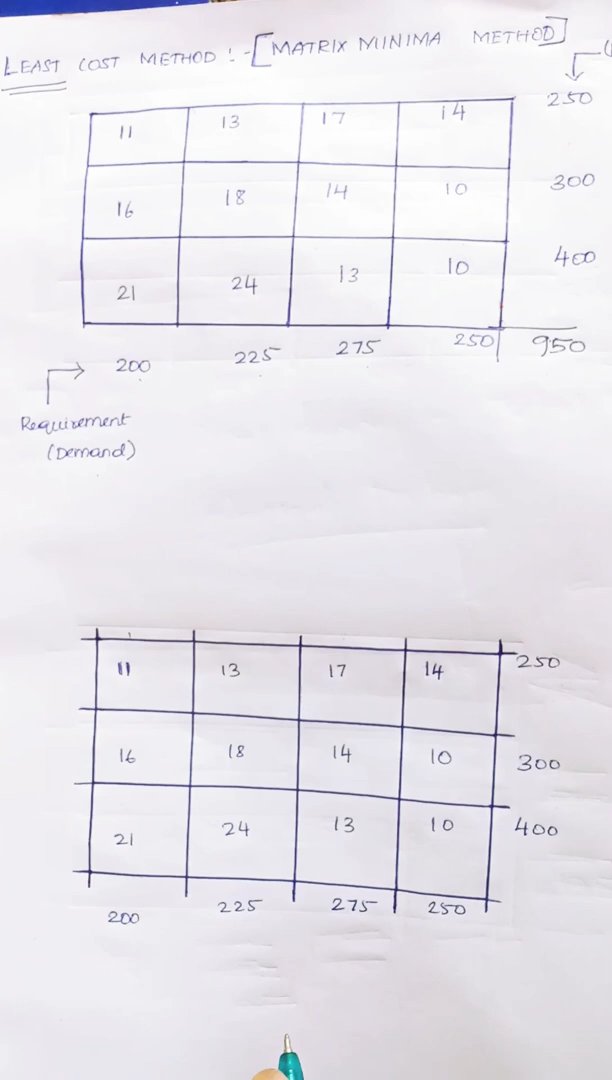 LEAST COST METHOD :- [MATRIX MINIMA METHOD]
11 13 17 14 250
16 18 14 10 300
21 24 13 10 400
200 225 275 250 950
Requirement
(Demand)
11 13 17 14 250
16 18 14 10 300
21 24 13 10 400
200 225 275 250